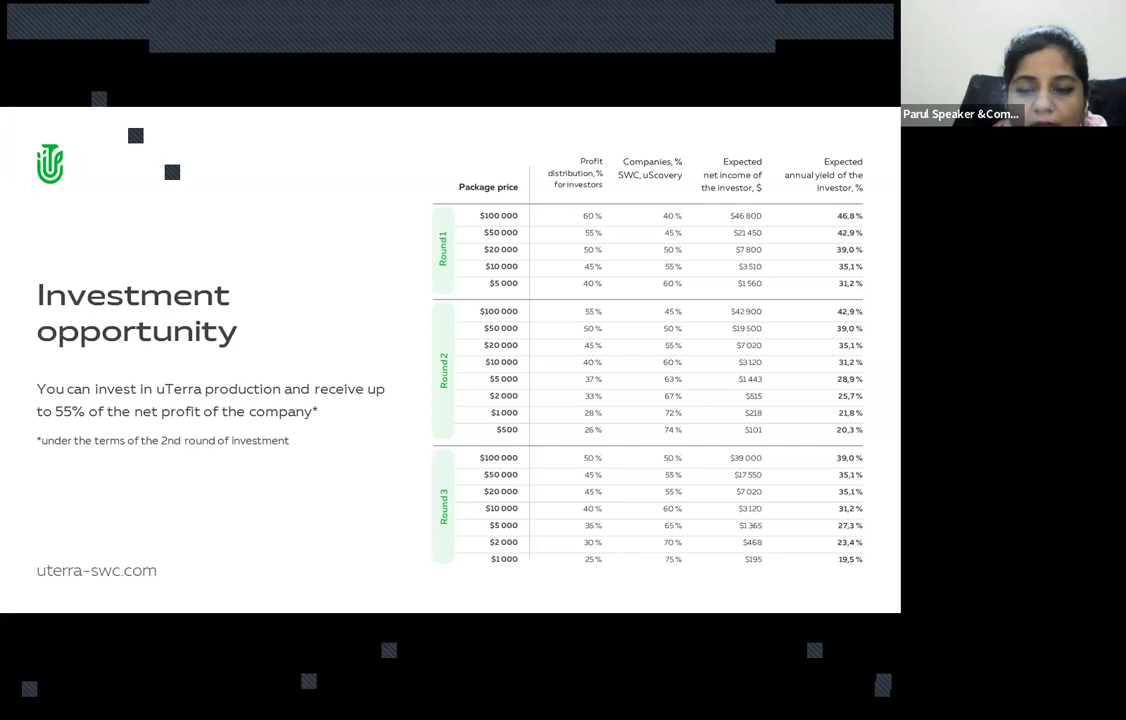 Parul Speaker &Com...
Package price
Profit distribution, % for investors
Companies, % SWC, uScovery
Expected net income of the investor, $
Expected annual yield of the investor, %
Round 1
$100 000 60 % 40 % $46 800 46,8 %
$50 000 55 % 45 % $21 450 42,9 %
$20 000 50 % 50 % $7 800 39,0 %
$10 000 45 % 55 % $3 510 35,1 %
$5 000 40 % 60 % $1 560 31,2 %
Round 2
$100 000 55 % 45 % $42 900 42,9 %
$50 000 50 % 50 % $19 500 39,0 %
$20 000 45 % 55 % $7 020 35,1 %
$10 000 40 % 60 % $3 120 31,2 %
$5 000 37 % 63 % $1 443 28,9 %
$2 000 33 % 67 % $515 25,7 %
$1 000 28 % 72 % $218 21,8 %
$500 26 % 74 % $101 20,3 %
Round 3
$100 000 50 % 50 % $39 000 39,0 %
$50 000 45 % 55 % $17 550 35,1 %
$20 000 45 % 55 % $7 020 35,1 %
$10 000 40 % 60 % $3 120 31,2 %
$5 000 35 % 65 % $1 365 27,3 %
$2 000 30 % 70 % $468 23,4 %
$1 000 25 % 75 % $195 19,5 %
Investment
opportunity
You can invest in uTerra production and receive up
to 55% of the net profit of the company*
*under the terms of the 2nd round of investment
uterra-swc.com